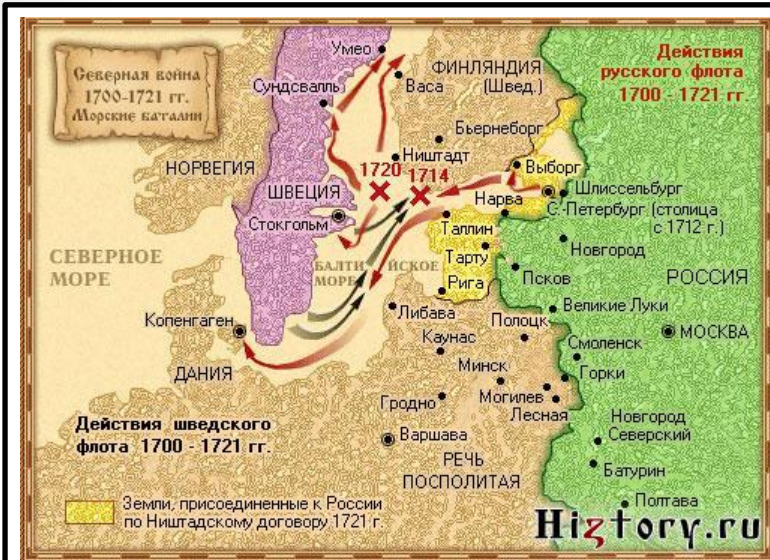 Северная война
1700-1721 гг.
Морские баталии
Действия
русского флота
1700 - 1721 гг.
Умео
Васа
ФИНЛЯНДИЯ
(Швед.)
Сундсвалль
Бьернеборг
НОРВЕГИЯ
Ништадт
1720
1714
Выборг
ШВЕЦИЯ
Шлиссельбург
Нарва
С. Петербург (столица
с 1712 г.)
Стокгольм
Таллин
Новгород
СЕВЕРНОЕ
МОРЕ
БАЛТИЙСКОЕ
МОРЕ
Тарту
Псков
Рига
РОССИЯ
Копенгаген
Либава
Полоцк
Великие Луки
Каунас
МОСКВА
ДАНИЯ
Минск
Смоленск
Горки
Гродно
Могилев
Лесная
Действия шведского
флота 1700 - 1721 гг.
Варшава
Новгород
Северский
РЕЧЬ
ПОСПОЛИТАЯ
Батурин
Полтава
Земли, присоединенные к России
по Ништадскому договору 1721 г.
Hiztory.ru